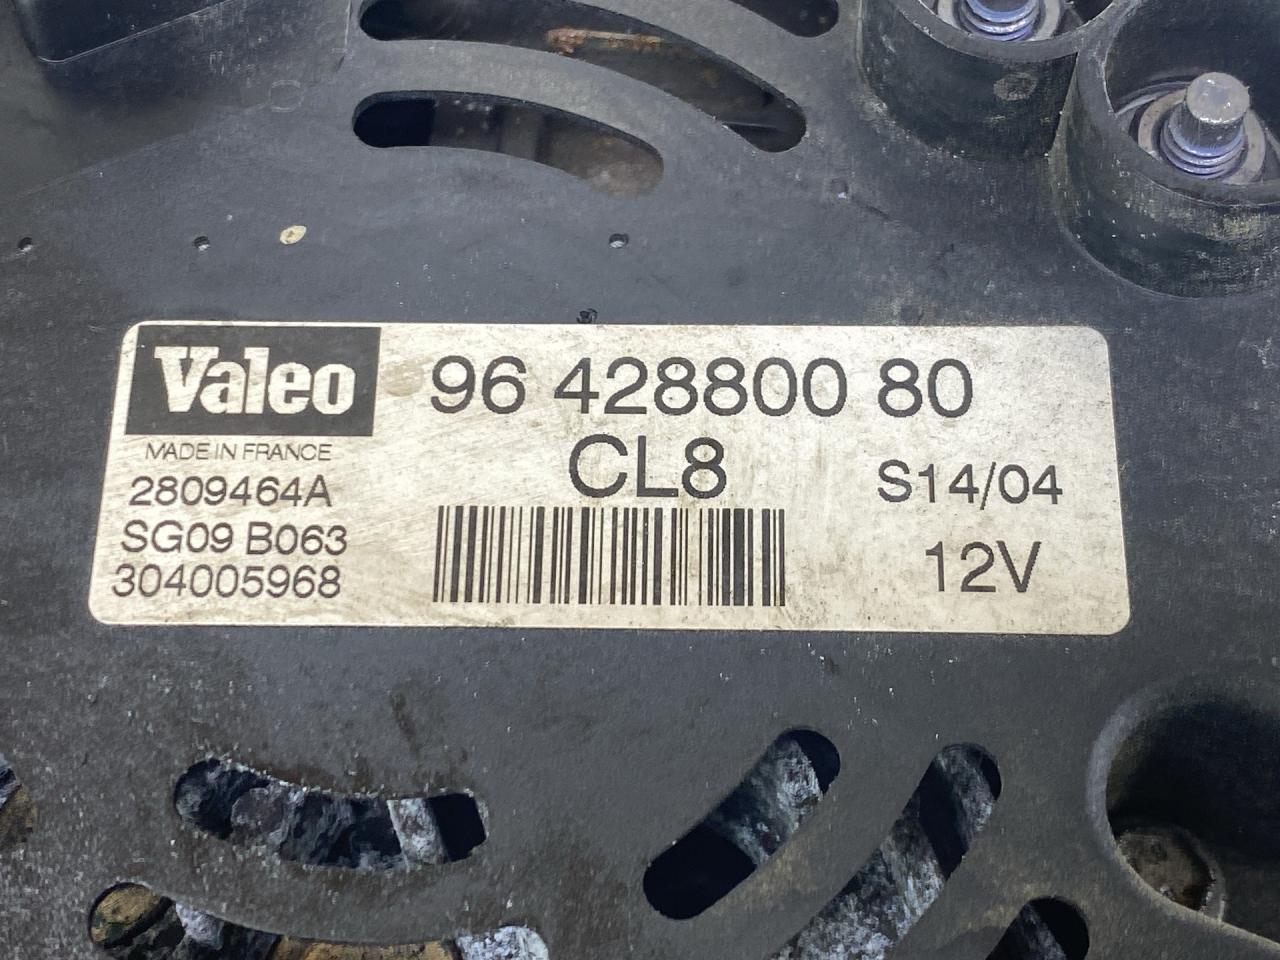 Valeo
MADE IN FRANCE
2809464A
SG09 B063
304005968
96 428800 80
CL8
S14/04
12V